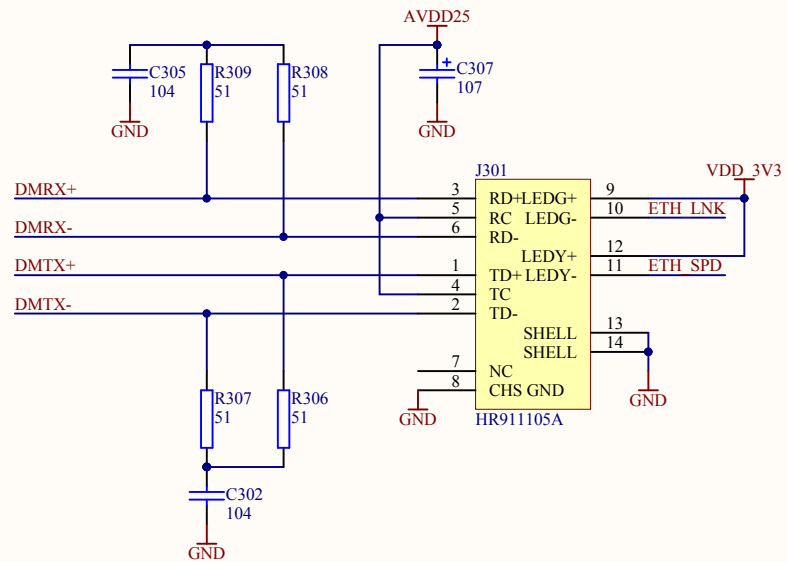 AVDD25
C305
104
R309
51
R308
51
C307
107
GND
GND
J301
VDD_3V3
DMRX+
3
RD+
LEDG+
9
5
RC
LEDG-
10
ETH_LNK
DMRX-
6
RD-
LEDY+
12
DMTX+
1
TD+
LEDY-
11
ETH_SPD
4
TC
DMTX-
2
TD-
SHELL
13
SHELL
14
7
NC
8
CHS GND
GND
GND
HR911105A
R307
51
R306
51
C302
104
GND